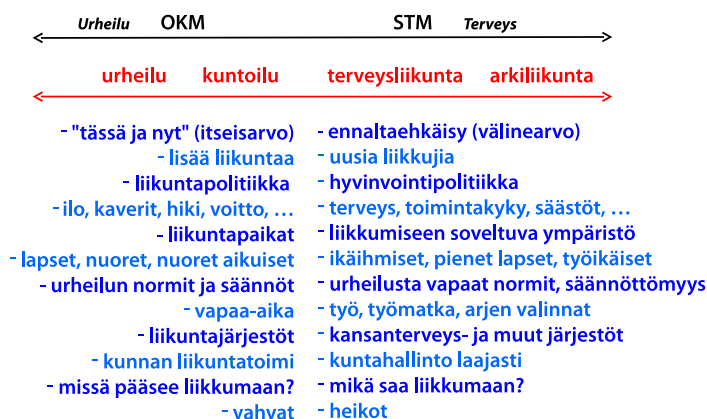 Urheilu OKM STM Terveys
urheilu kuntoilu terveysliikunta arkiliikunta
- "tässä ja nyt" (itseisarvo) - ennaltaehkäisy (välinearvo)
- lisää liikuntaa - uusia liikkujia
- liikuntapolitiikka - hyvinvointipolitiikka
- ilo, kaverit, hiki, voitto, … - terveys, toimintakyky, säästöt, …
- liikuntapaikat - liikkumiseen soveltuva ympäristö
- lapset, nuoret, nuoret aikuiset - ikäihmiset, pienet lapset, työikäiset
- urheilun normit ja säännöt - urheilusta vapaat normit, säännöttömyys
- vapaa-aika - työ, työmatka, arjen valinnat
- liikuntajärjestöt - kansanterveys- ja muut järjestöt
- kunnan liikuntatoimi - kuntahallinto laajasti
- missä pääsee liikkumaan? - mikä saa liikkumaan?
- vahvat - heikot